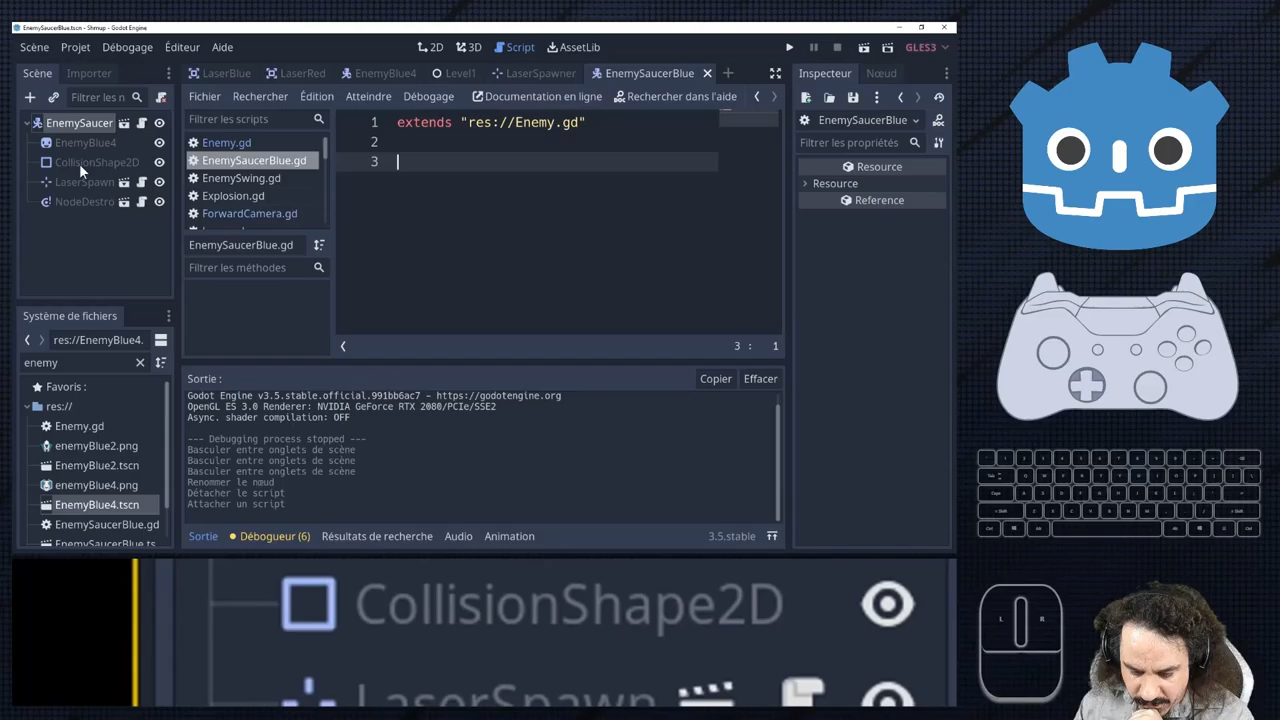 EnemySaucerBlue.tscn - Shmup - Godot Engine
Scène Projet Débogage Éditeur Aide
2D 3D Script AssetLib
GLES3
Scène Importer
LaserBlue LaserRed EnemyBlue4 Level1 LaserSpawner EnemySaucerBlue
Inspecteur Nœud
Filtrer les n
Fichier Rechercher Édition Atteindre Débogage Documentation en ligne Rechercher dans l'aide
EnemySaucer
EnemyBlue4
CollisionShape2D
LaserSpawn
NodeDestro
Filtrer les scripts
Enemy.gd
EnemySaucerBlue.gd
EnemySwing.gd
Explosion.gd
ForwardCamera.gd
EnemySaucerBlue.gd
Filtrer les méthodes
1 extends "res://Enemy.gd"
2
3
3 : 1
EnemySaucerBlue
Filtrer les propriétés
Resource
Resource
Reference
Système de fichiers
res://EnemyBlue4.
enemy
Favoris :
res://
Enemy.gd
enemyBlue2.png
EnemyBlue2.tscn
enemyBlue4.png
EnemyBlue4.tscn
EnemySaucerBlue.gd
EnemySaucerBlue.ts
Sortie :
Copier Effacer
Godot Engine v3.5.stable.official.991bb6ac7 - https://godotengine.org
OpenGL ES 3.0 Renderer: NVIDIA GeForce RTX 2080/PCIe/SSE2
Async. shader compilation: OFF
--- Debugging process stopped ---
Basculer entre onglets de scène
Basculer entre onglets de scène
Basculer entre onglets de scène
Renommer le nœud
Détacher le script
Attacher un script
Sortie Débogueur (6) Résultats de recherche Audio Animation
3.5.stable
CollisionShape2D
LaserSpawn
L R